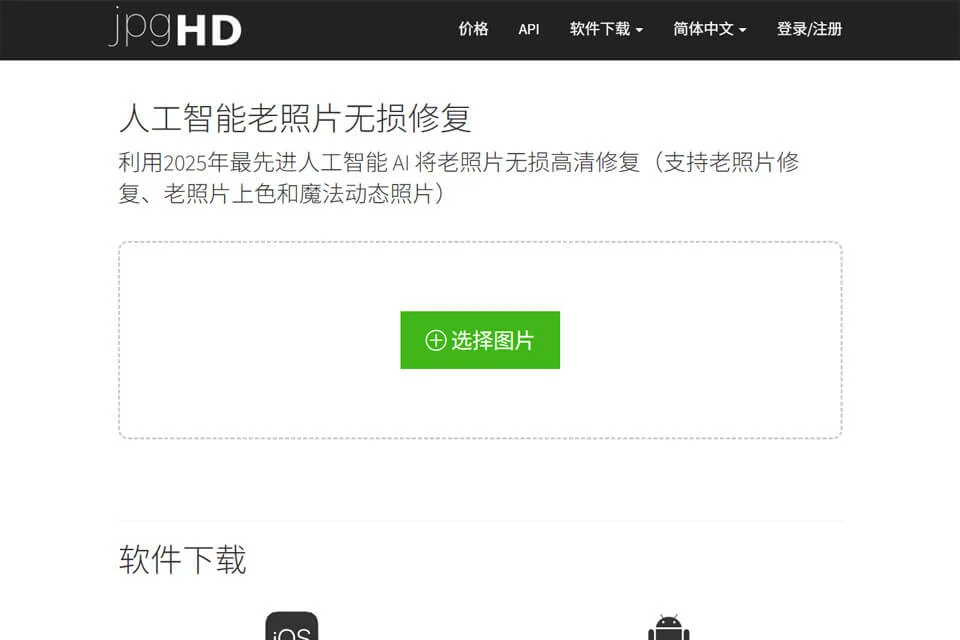 jpgHD
价格 API 软件下载 简体中文 登录/注册
人工智能老照片无损修复
利用2025年最先进人工智能 AI 将老照片无损高清修复（支持老照片修
复、老照片上色和魔法动态照片）
选择图片
软件下载
iOS